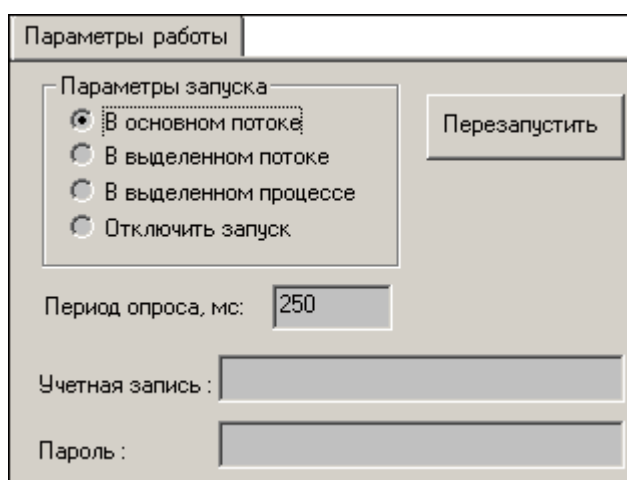 Параметры работы
Параметры запуска
В основном потоке
Перезапустить
В выделенном потоке
В выделенном процессе
Отключить запуск
Период опроса, мс: 250
Учетная запись :
Пароль :